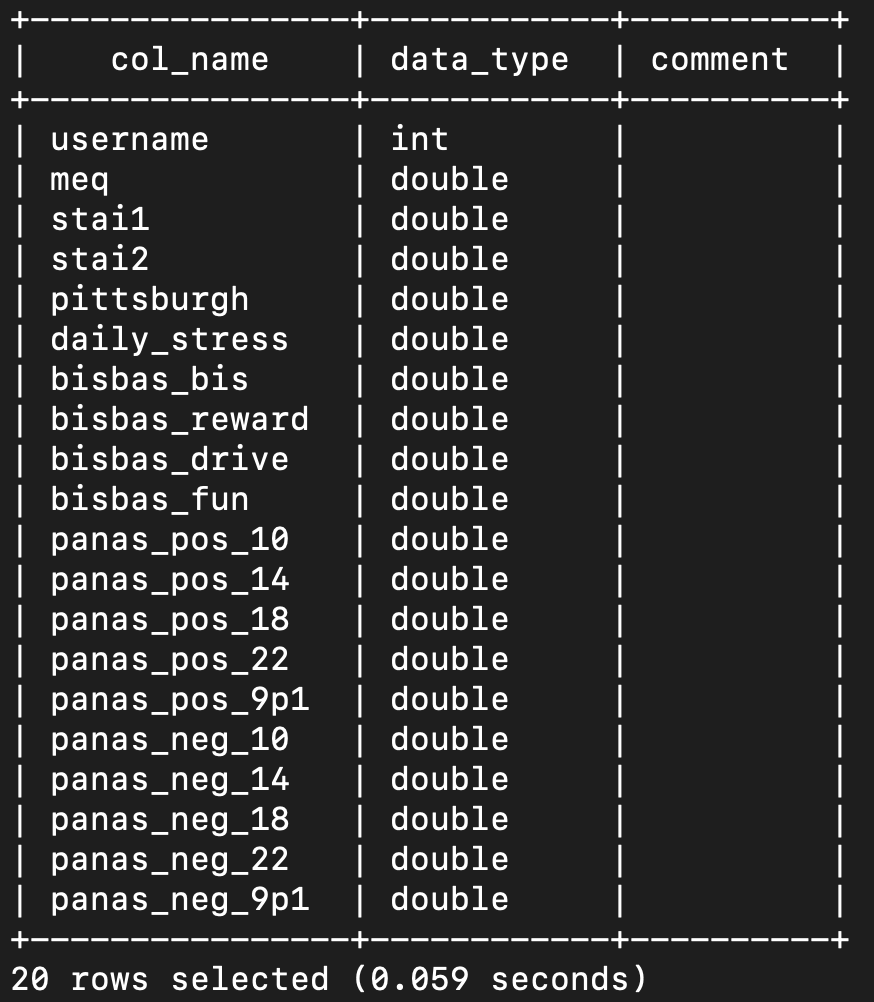 +-----------------+-------------+-----------+
|    col_name     |  data_type  |  comment  |
+-----------------+-------------+-----------+
| username        | int         |           |
| meq             | double      |           |
| stai1           | double      |           |
| stai2           | double      |           |
| pittsburgh      | double      |           |
| daily_stress    | double      |           |
| bisbas_bis      | double      |           |
| bisbas_reward   | double      |           |
| bisbas_drive    | double      |           |
| bisbas_fun      | double      |           |
| panas_pos_10    | double      |           |
| panas_pos_14    | double      |           |
| panas_pos_18    | double      |           |
| panas_pos_22    | double      |           |
| panas_pos_9p1   | double      |           |
| panas_neg_10    | double      |           |
| panas_neg_14    | double      |           |
| panas_neg_18    | double      |           |
| panas_neg_22    | double      |           |
| panas_neg_9p1   | double      |           |
+-----------------+-------------+-----------+
20 rows selected (0.059 seconds)